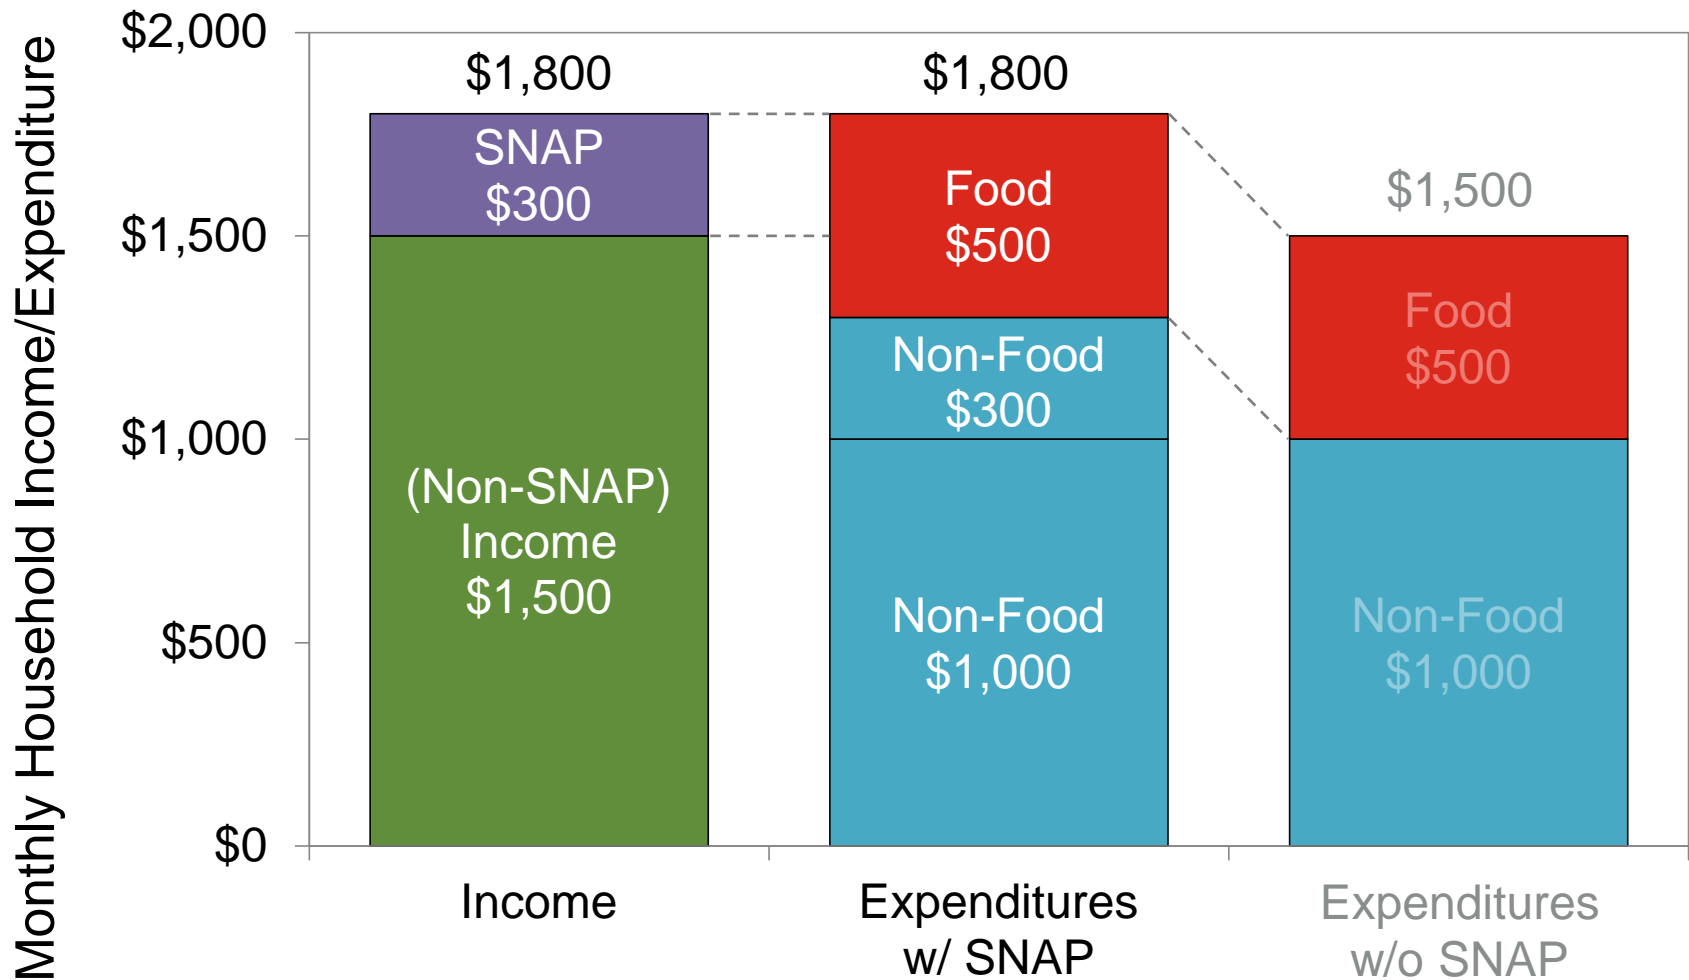 Monthly Household Income/Expenditure
$2,000
$1,500
$1,000
$500
$0
$1,800
SNAP
$300
(Non-SNAP)
Income
$1,500
$1,800
Food
$500
Non-Food
$300
Non-Food
$1,000
$1,500
Food
$500
Non-Food
$1,000
Income
Expenditures
w/ SNAP
Expenditures
w/o SNAP